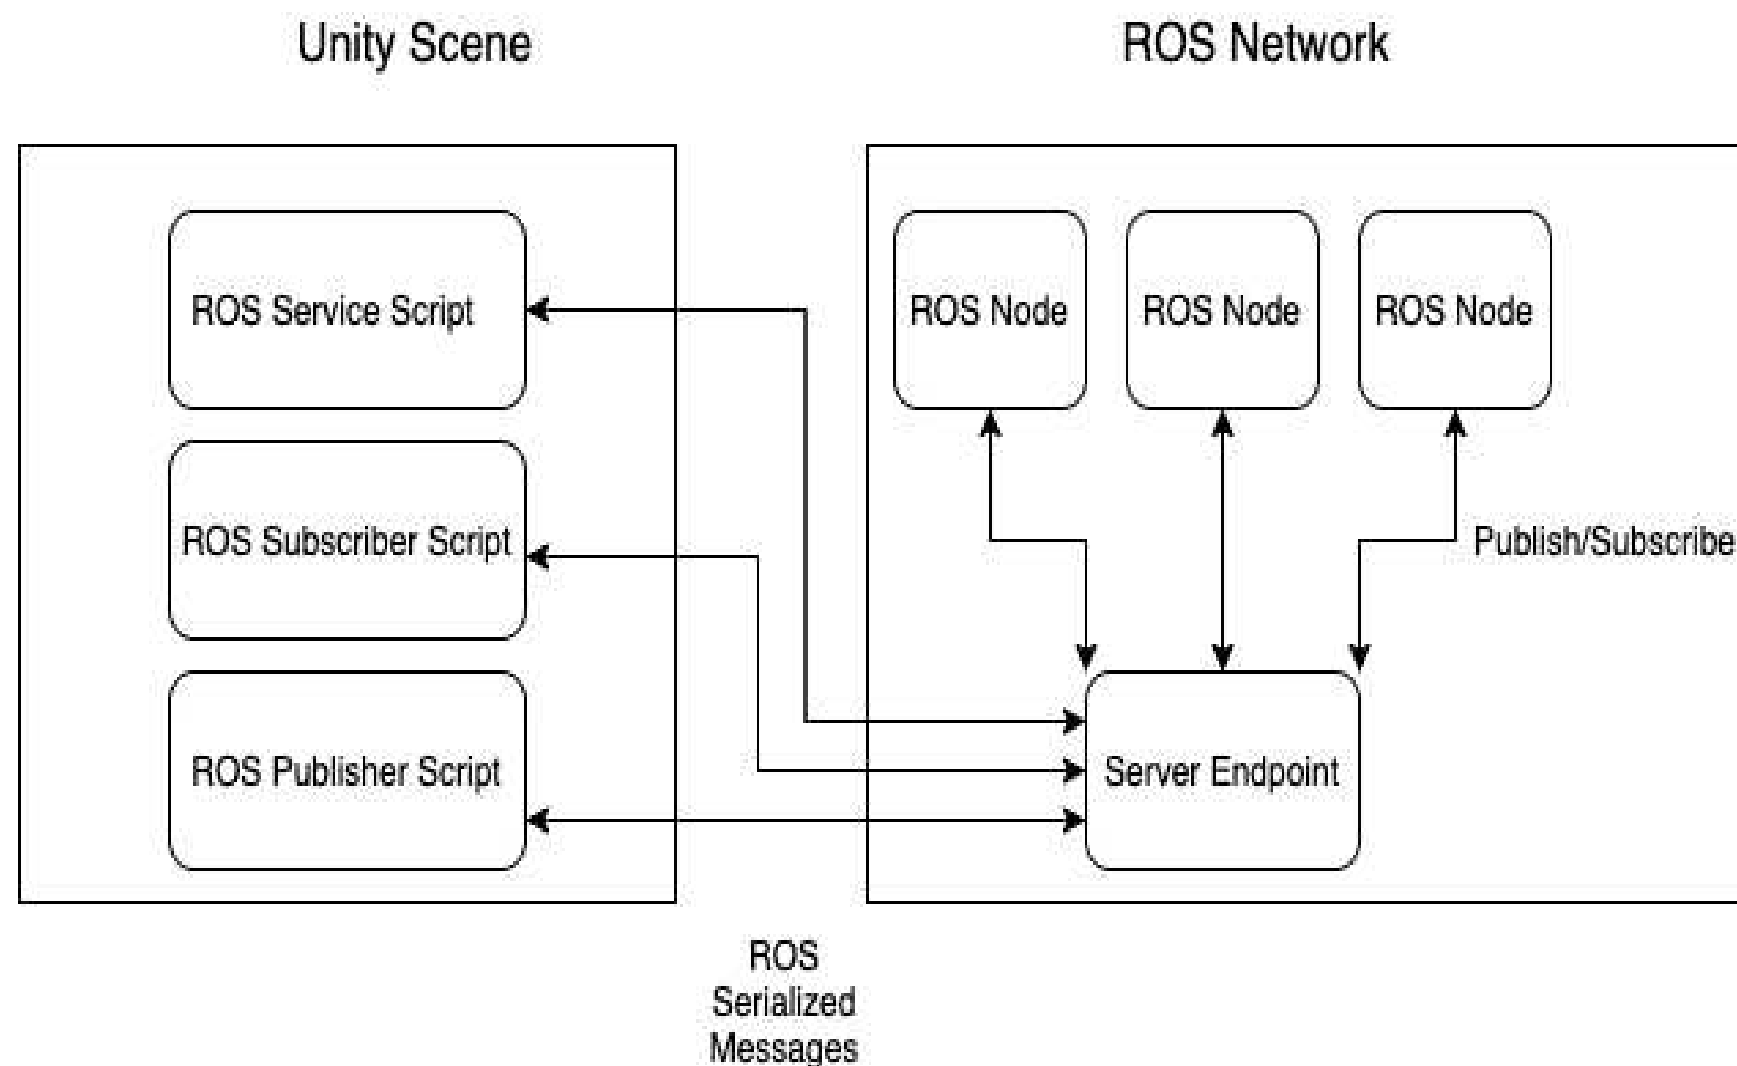 Unity Scene
ROS Network
ROS Service Script
ROS Node
ROS Node
ROS Node
ROS Subscriber Script
Publish/Subscribe
ROS Publisher Script
Server Endpoint
ROS
Serialized
Messages